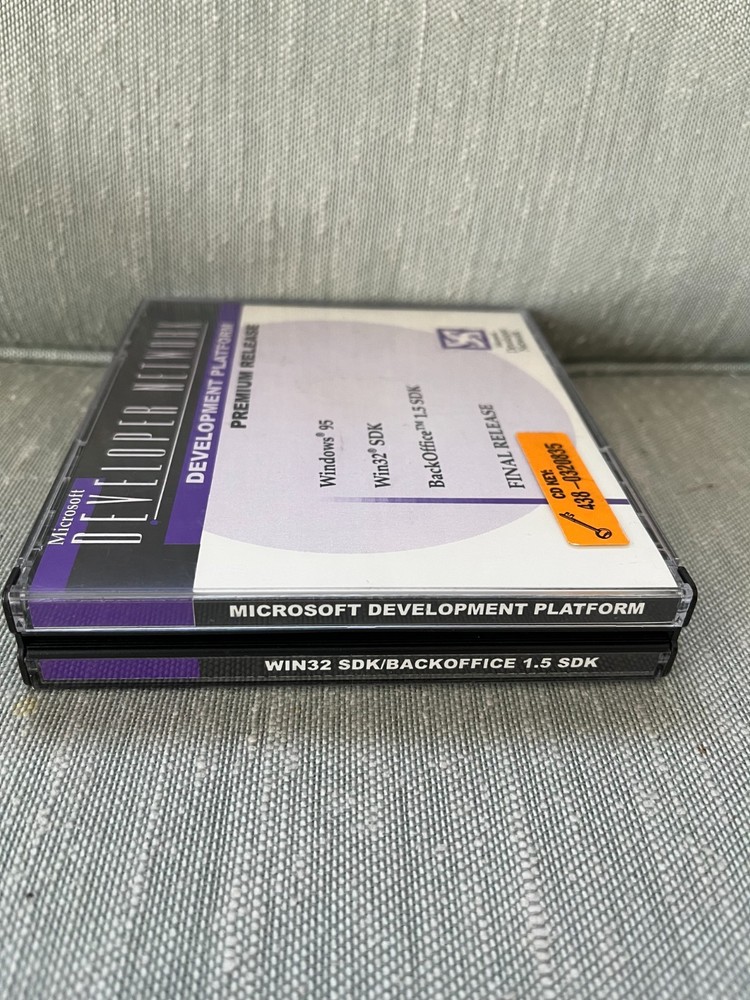 Microsoft
DEVELOPER NETWORK
DEVELOPMENT PLATFORM
PREMIUM RELEASE
Windows® 95
Win32® SDK
BackOffice™ 1.5 SDK
FINAL RELEASE
CD KEY:
438-0320835
MICROSOFT DEVELOPMENT PLATFORM
WIN32 SDK/BACKOFFICE 1.5 SDK